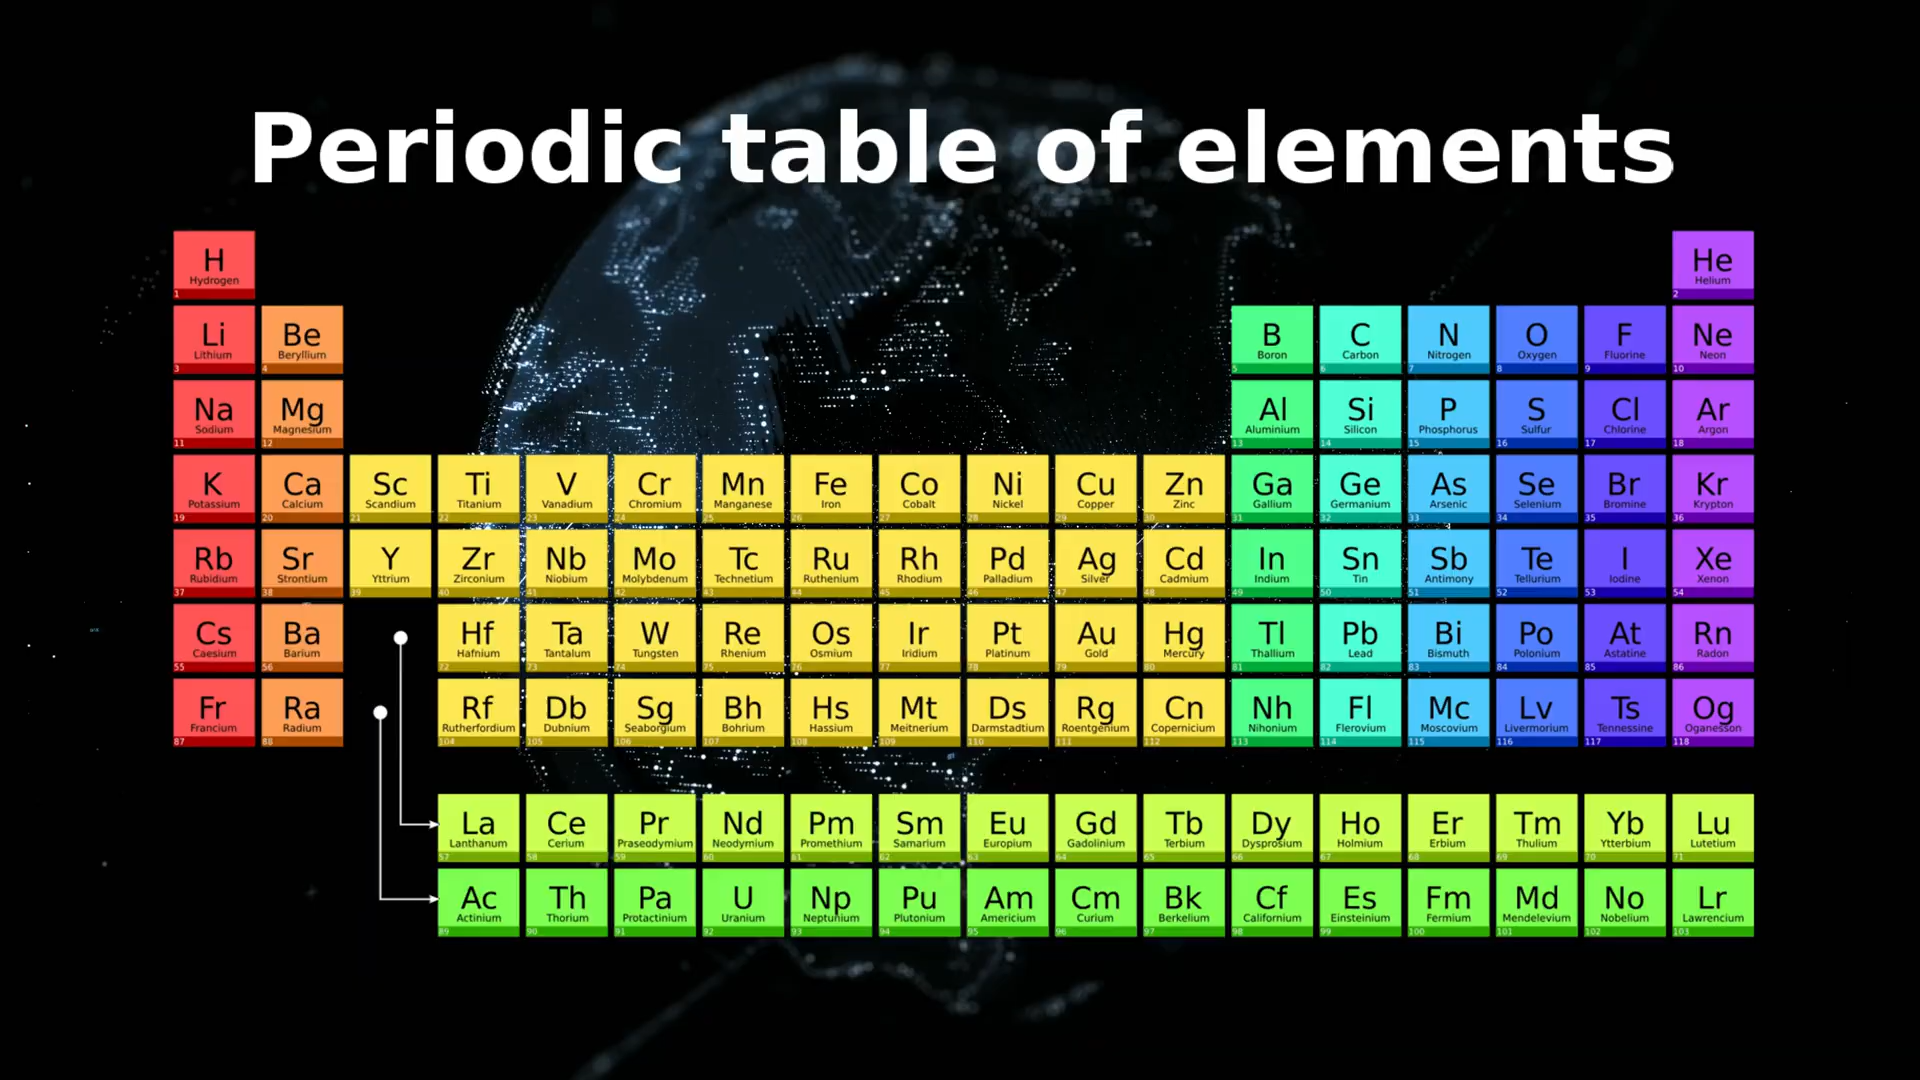 Periodic table of elements
H He
Hydrogen Helium
1 2
Li Be B C N O F Ne
Lithium Beryllium Boron Carbon Nitrogen Oxygen Fluorine Neon
3 4 5 6 7 8 9 10
Na Mg Al Si P S Cl Ar
Sodium Magnesium Aluminium Silicon Phosphorus Sulfur Chlorine Argon
11 12 13 14 15 16 17 18
K Ca Sc Ti V Cr Mn Fe Co Ni Cu Zn Ga Ge As Se Br Kr
Potassium Calcium Scandium Titanium Vanadium Chromium Manganese Iron Cobalt Nickel Copper Zinc Gallium Germanium Arsenic Selenium Bromine Krypton
19 20 21 22 23 24 25 26 27 28 29 30 31 32 33 34 35 36
Rb Sr Y Zr Nb Mo Tc Ru Rh Pd Ag Cd In Sn Sb Te I Xe
Rubidium Strontium Yttrium Zirconium Niobium Molybdenum Technetium Ruthenium Rhodium Palladium Silver Cadmium Indium Tin Antimony Tellurium Iodine Xenon
37 38 39 40 41 42 43 44 45 46 47 48 49 50 51 52 53 54
Cs Ba Hf Ta W Re Os Ir Pt Au Hg Tl Pb Bi Po At Rn
Caesium Barium Hafnium Tantalum Tungsten Rhenium Osmium Iridium Platinum Gold Mercury Thallium Lead Bismuth Polonium Astatine Radon
55 56 72 73 74 75 76 77 78 79 80 81 82 83 84 85 86
Fr Ra Rf Db Sg Bh Hs Mt Ds Rg Cn Nh Fl Mc Lv Ts Og
Francium Radium Rutherfordium Dubnium Seaborgium Bohrium Hassium Meitnerium Darmstadtium Roentgenium Copernicium Nihonium Flerovium Moscovium Livermorium Tennessine Oganesson
87 88 104 105 106 107 108 109 110 111 112 113 114 115 116 117 118
La Ce Pr Nd Pm Sm Eu Gd Tb Dy Ho Er Tm Yb Lu
Lanthanum Cerium Praseodymium Neodymium Promethium Samarium Europium Gadolinium Terbium Dysprosium Holmium Erbium Thulium Ytterbium Lutetium
57 58 59 60 61 62 63 64 65 66 67 68 69 70 71
Ac Th Pa U Np Pu Am Cm Bk Cf Es Fm Md No Lr
Actinium Thorium Protactinium Uranium Neptunium Plutonium Americium Curium Berkelium Californium Einsteinium Fermium Mendelevium Nobelium Lawrencium
89 90 91 92 93 94 95 96 97 98 99 100 101 102 103